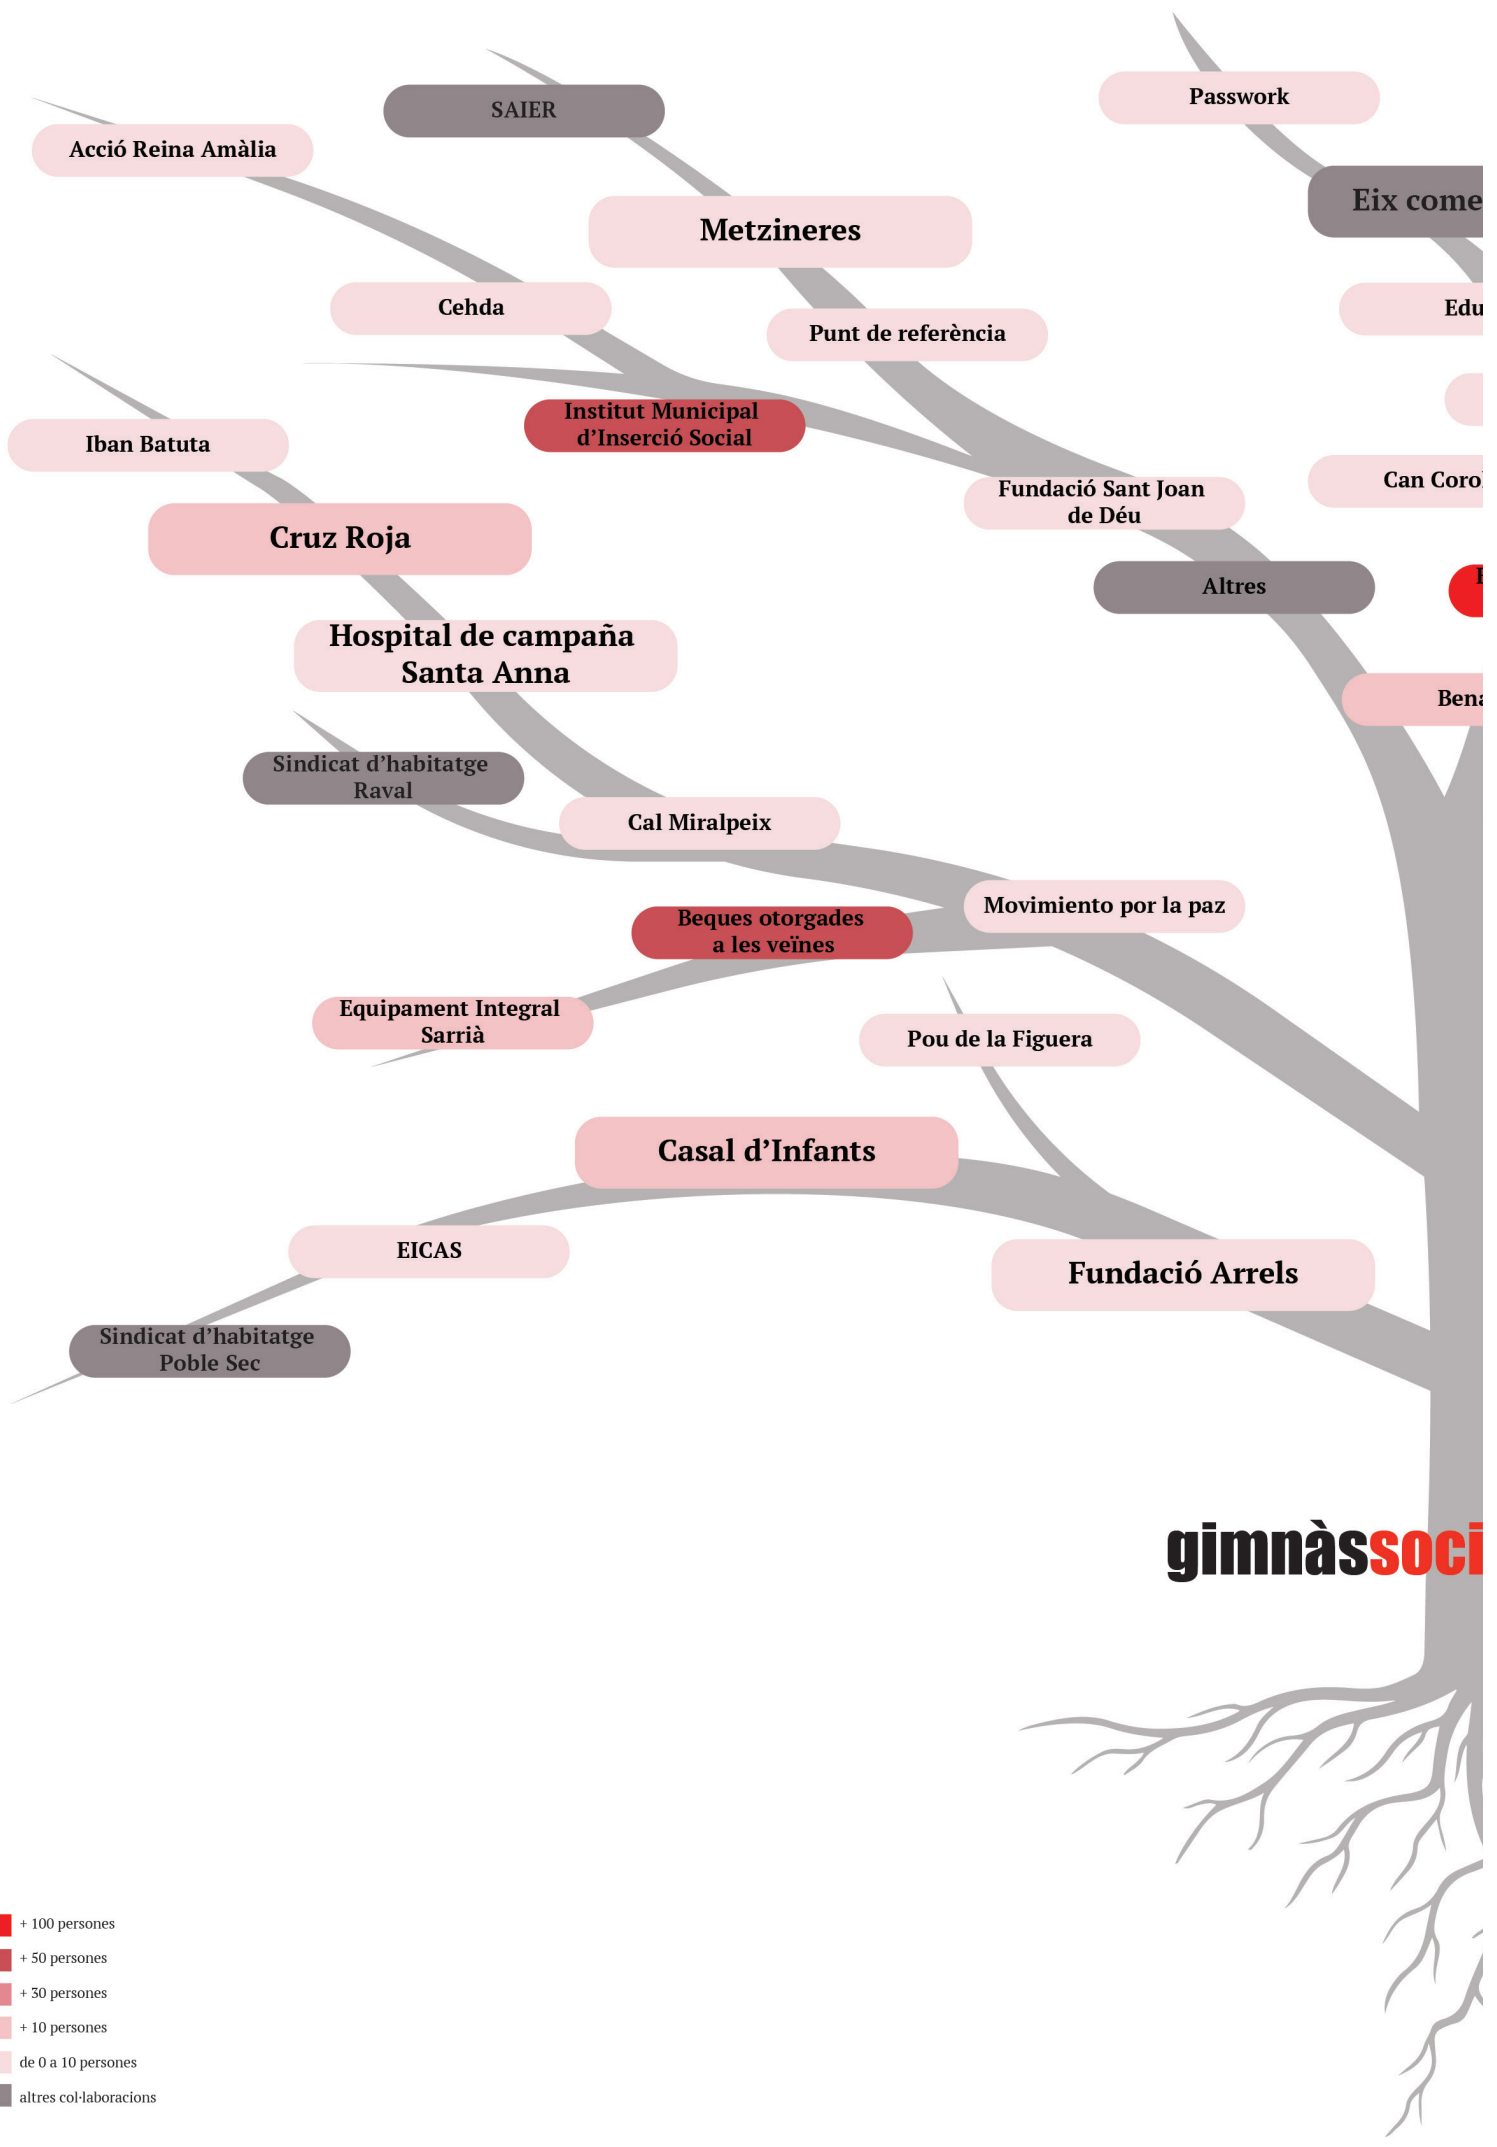 Passwork
SAIER
Acció Reina Amàlia
Eix come
Metzineres
Cehda
Edu
Punt de referència
Institut Municipal
d’Inserció Social
Iban Batuta
Can Coro
Fundació Sant Joan
de Déu
Cruz Roja
Altres
Hospital de campaña
Santa Anna
Bena
Sindicat d’habitatge
Raval
Cal Miralpeix
Movimiento por la paz
Beques otorgades
a les veïnes
Equipament Integral
Sarrià
Pou de la Figuera
Casal d’Infants
EICAS
Fundació Arrels
Sindicat d’habitatge
Poble Sec
gimnàssoci
+ 100 persones
+ 50 persones
+ 30 persones
+ 10 persones
de 0 a 10 persones
altres col·laboracions